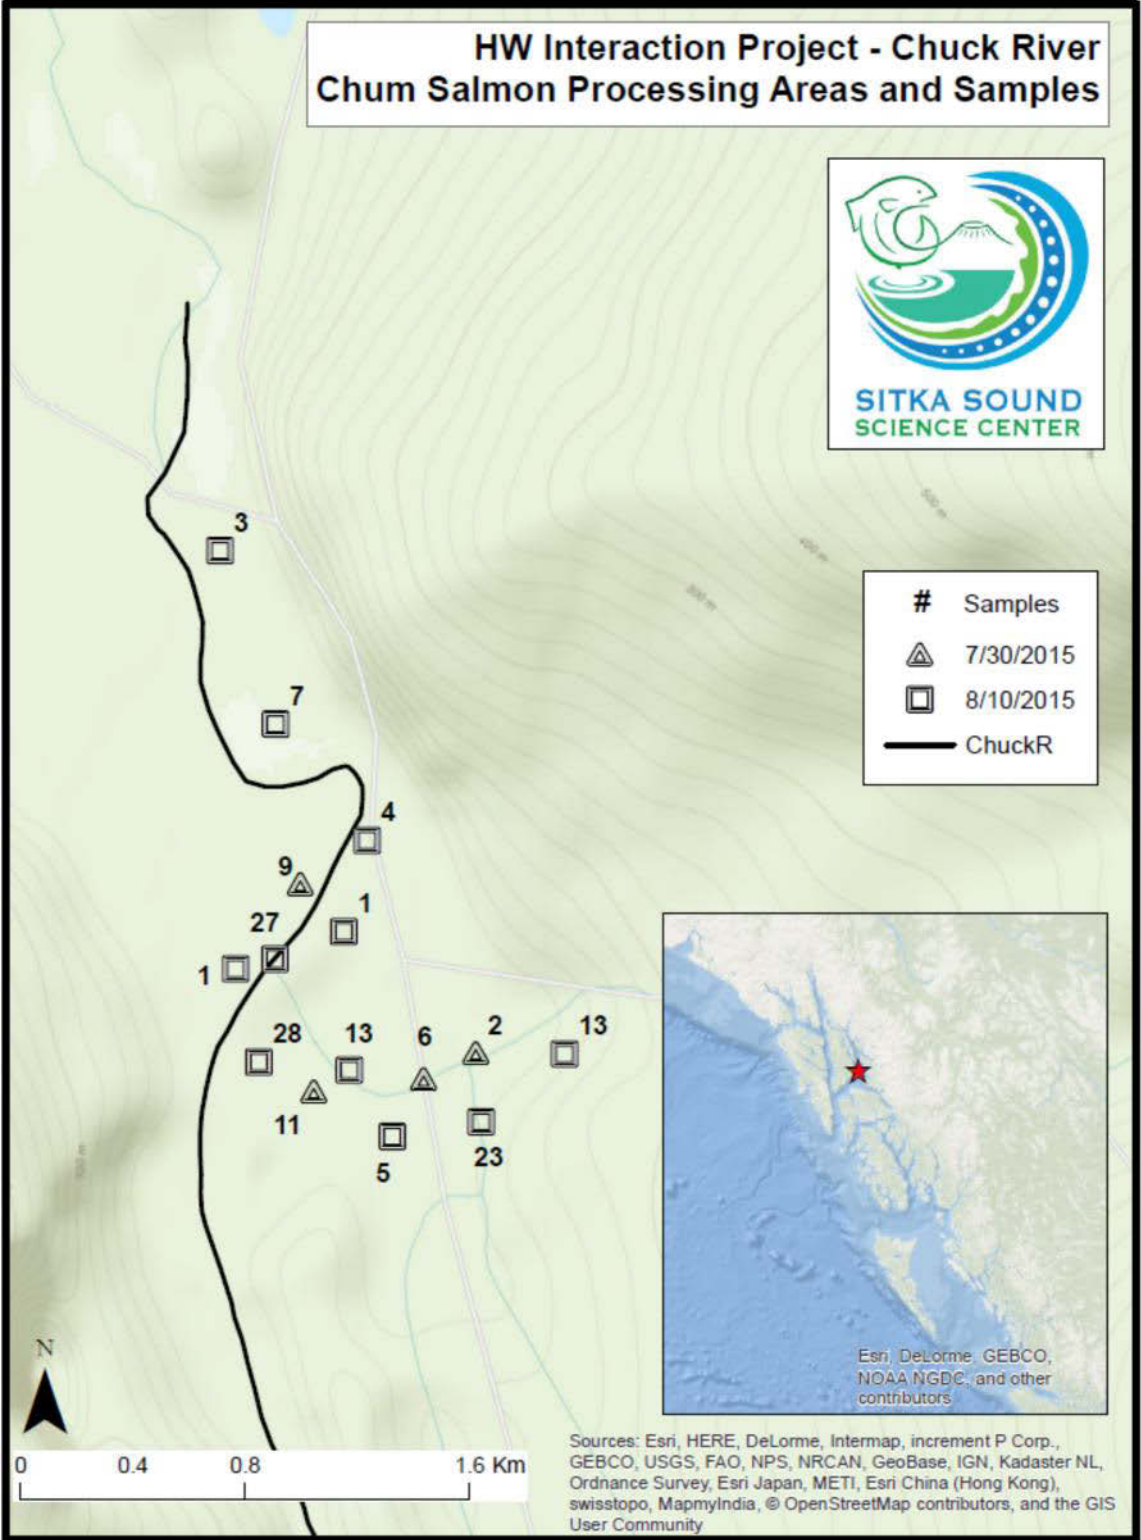 HW Interaction Project - Chuck River
Chum Salmon Processing Areas and Samples
SITKA SOUND
SCIENCE CENTER
600 m
400 m
3
# Samples
7/30/2015
8/10/2015
ChuckR
7
4
9
1
27
1
28
13
6
2
13
11
5
23
Esri, DeLorme, GEBCO,
NOAA NGDC, and other
contributors
N
0 0.4 0.8 1.6 Km
Sources: Esri, HERE, DeLorme, Intermap, increment P Corp.,
GEBCO, USGS, FAO, NPS, NRCAN, GeoBase, IGN, Kadaster NL,
Ordnance Survey, Esri Japan, METI, Esri China (Hong Kong),
swisstopo, MapmyIndia, © OpenStreetMap contributors, and the GIS
User Community